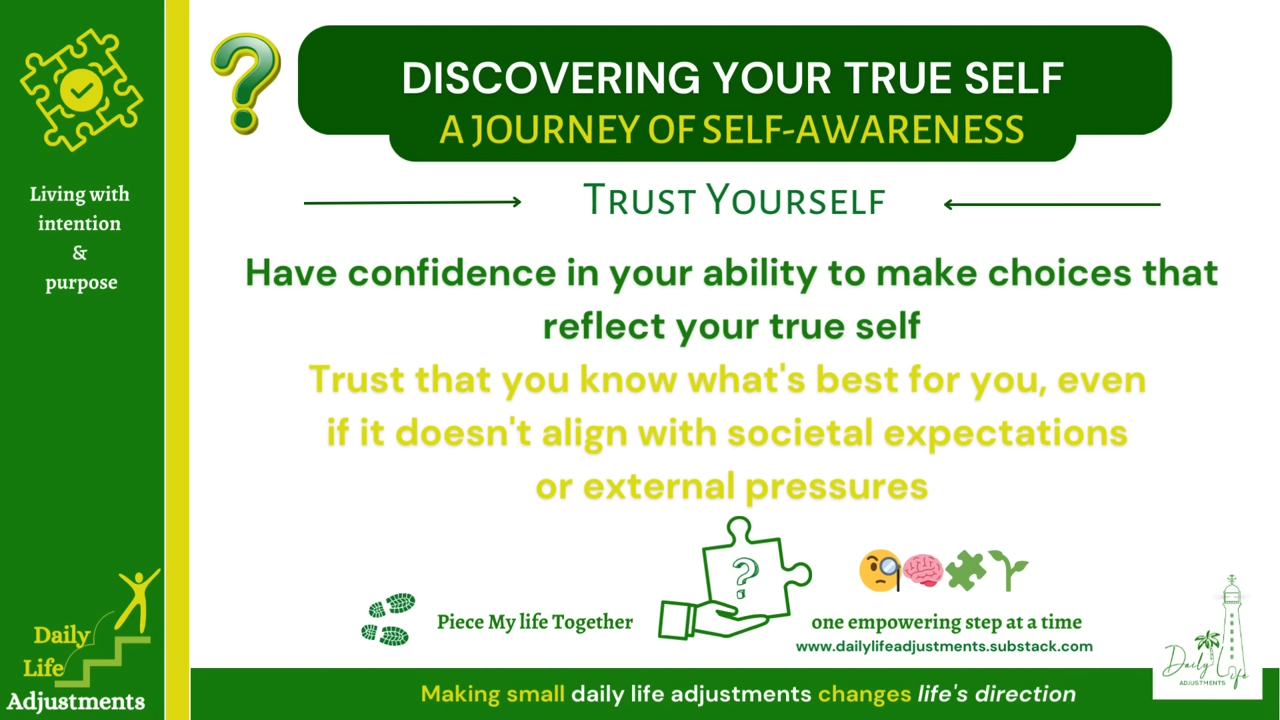 ?
DISCOVERING YOUR TRUE SELF
A JOURNEY OF SELF-AWARENESS
TRUST YOURSELF
Living with
intention
&
purpose
Have confidence in your ability to make choices that
reflect your true self
Trust that you know what's best for you, even
if it doesn't align with societal expectations
or external pressures
?
Piece My life Together
one empowering step at a time
www.dailylifeadjustments.substack.com
Daily
Life
Adjustments
Daily Life
ADJUSTMENTS
Making small daily life adjustments changes life's direction